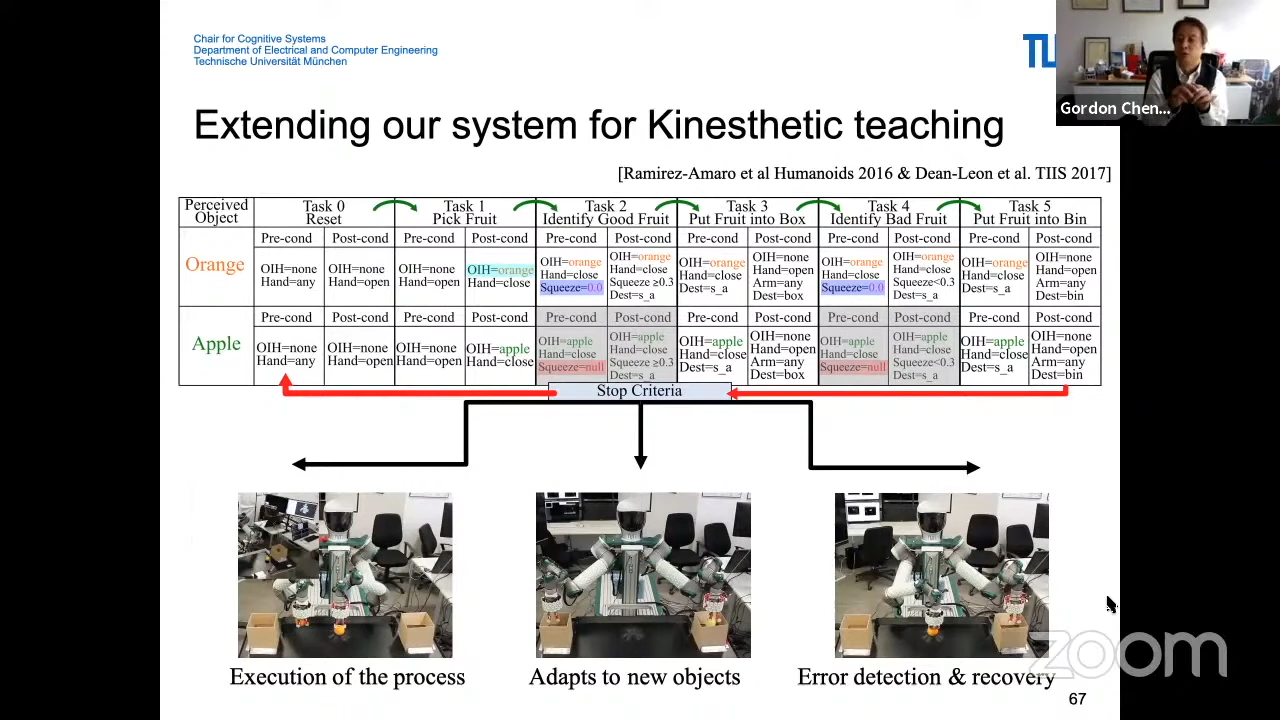 Chair for Cognitive Systems
Department of Electrical and Computer Engineering
Technische Universität München
Gordon Chen...
Extending our system for Kinesthetic teaching
[Ramirez-Amaro et al Humanoids 2016 & Dean-Leon et al. TIIS 2017]
Perceived Object
Task 0 Reset
Task 1 Pick Fruit
Task 2 Identify Good Fruit
Task 3 Put Fruit into Box
Task 4 Identify Bad Fruit
Task 5 Put Fruit into Bin
Orange
Pre-cond Post-cond Pre-cond Post-cond Pre-cond Post-cond Pre-cond Post-cond Pre-cond Post-cond Pre-cond Post-cond
OIH=none
Hand=any
OIH=none
Hand=open
OIH=none
Hand=open
OIH=orange
Hand=close
OIH=orange
Hand=close
Squeeze=0.0
OIH=orange
Hand=close
Squeeze ≥0.3
Dest=s_a
OIH=orange
Hand=close
Dest=s_a
OIH=none
Hand=open
Arm=any
Dest=box
OIH=orange
Hand=close
Squeeze=0.0
OIH=orange
Hand=close
Squeeze<0.3
Dest=s_a
OIH=orange
Hand=close
Dest=s_a
OIH=none
Hand=open
Arm=any
Dest=bin
Apple
Pre-cond Post-cond Pre-cond Post-cond Pre-cond Post-cond Pre-cond Post-cond Pre-cond Post-cond Pre-cond Post-cond
OIH=none
Hand=any
OIH=none
Hand=open
OIH=none
Hand=open
OIH=apple
Hand=close
OIH=apple
Hand=close
Squeeze=null
OIH=apple
Hand=close
Squeeze ≥0.3
Dest=s_a
OIH=apple
Hand=close
Dest=s_a
OIH=none
Hand=open
Arm=any
Dest=box
OIH=apple
Hand=close
Squeeze=null
OIH=apple
Hand=close
Squeeze<0.3
Dest=s_a
OIH=apple
Hand=close
Dest=s_a
OIH=none
Hand=open
Arm=any
Dest=bin
Stop Criteria
Execution of the process
Adapts to new objects
Error detection & recovery
zoom
67